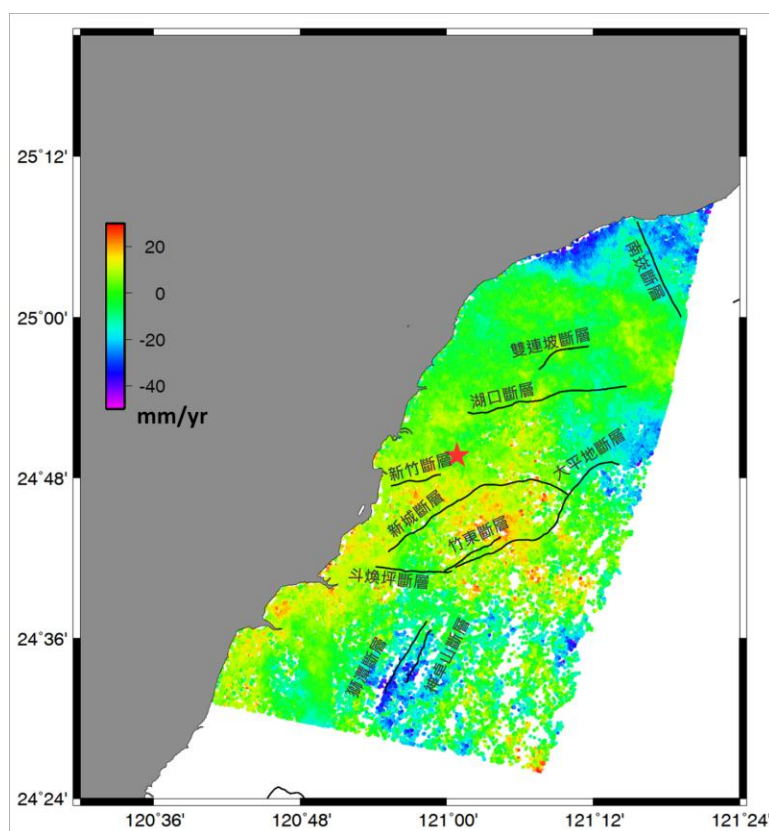 25˚12'
25˚00'
24˚48'
24˚36'
24˚24'
20
0
-20
-40
mm/yr
南崁斷層
雙連坡斷層
湖口斷層
大平地斷層
新竹斷層
新城斷層
竹東斷層
斗煥坪斷層
獅潭斷層
神卓山斷層
120˚36'
120˚48'
121˚00'
121˚12'
121˚24'